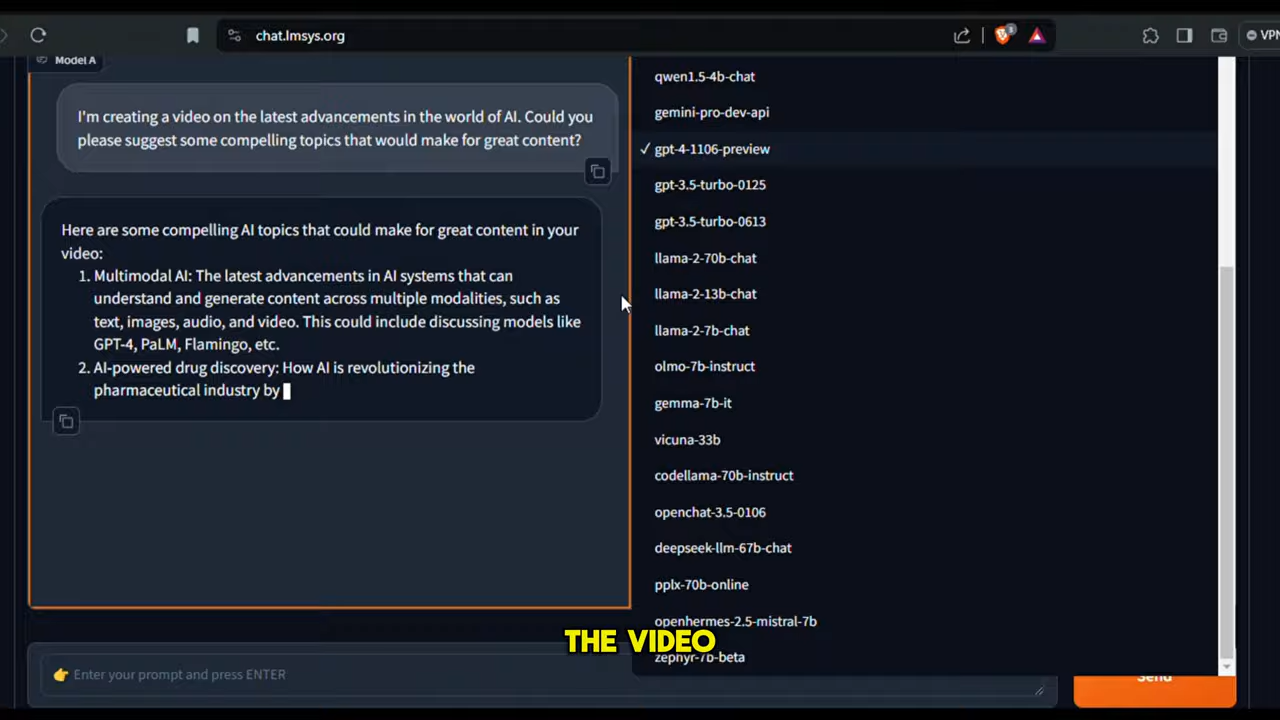 chat.lmsys.org
VPN
Model A
I'm creating a video on the latest advancements in the world of AI. Could you
please suggest some compelling topics that would make for great content?
Here are some compelling AI topics that could make for great content in your
video:
1. Multimodal AI: The latest advancements in AI systems that can
understand and generate content across multiple modalities, such as
text, images, audio, and video. This could include discussing models like
GPT-4, PaLM, Flamingo, etc.
2. AI-powered drug discovery: How AI is revolutionizing the
pharmaceutical industry by
qwen1.5-4b-chat
gemini-pro-dev-api
✓ gpt-4-1106-preview
gpt-3.5-turbo-0125
gpt-3.5-turbo-0613
llama-2-70b-chat
llama-2-13b-chat
llama-2-7b-chat
olmo-7b-instruct
gemma-7b-it
vicuna-33b
codellama-70b-instruct
openchat-3.5-0106
deepseek-llm-67b-chat
pplx-70b-online
openhermes-2.5-mistral-7b
zephyr-7b-beta
THE VIDEO
👉 Enter your prompt and press ENTER
Send